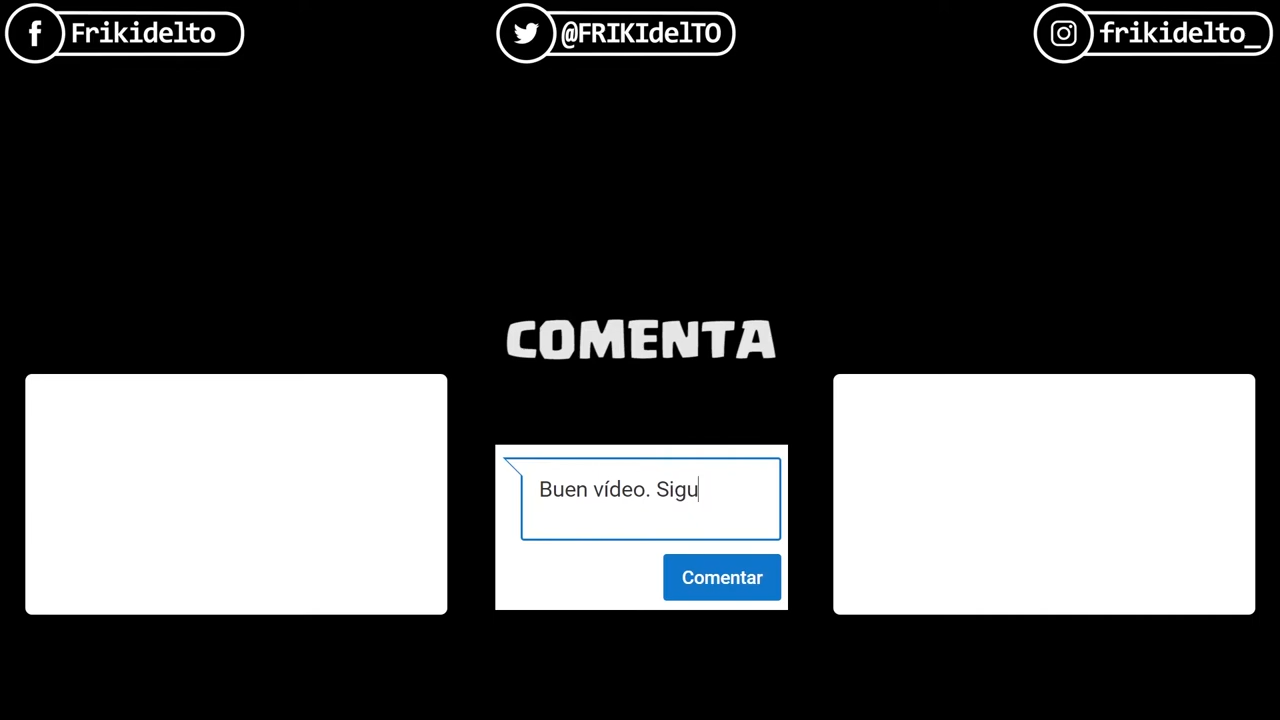 Frikidelto
@FRIKIdelTO
frikidelto_
COMENTA
Buen vídeo. Sigu
Comentar